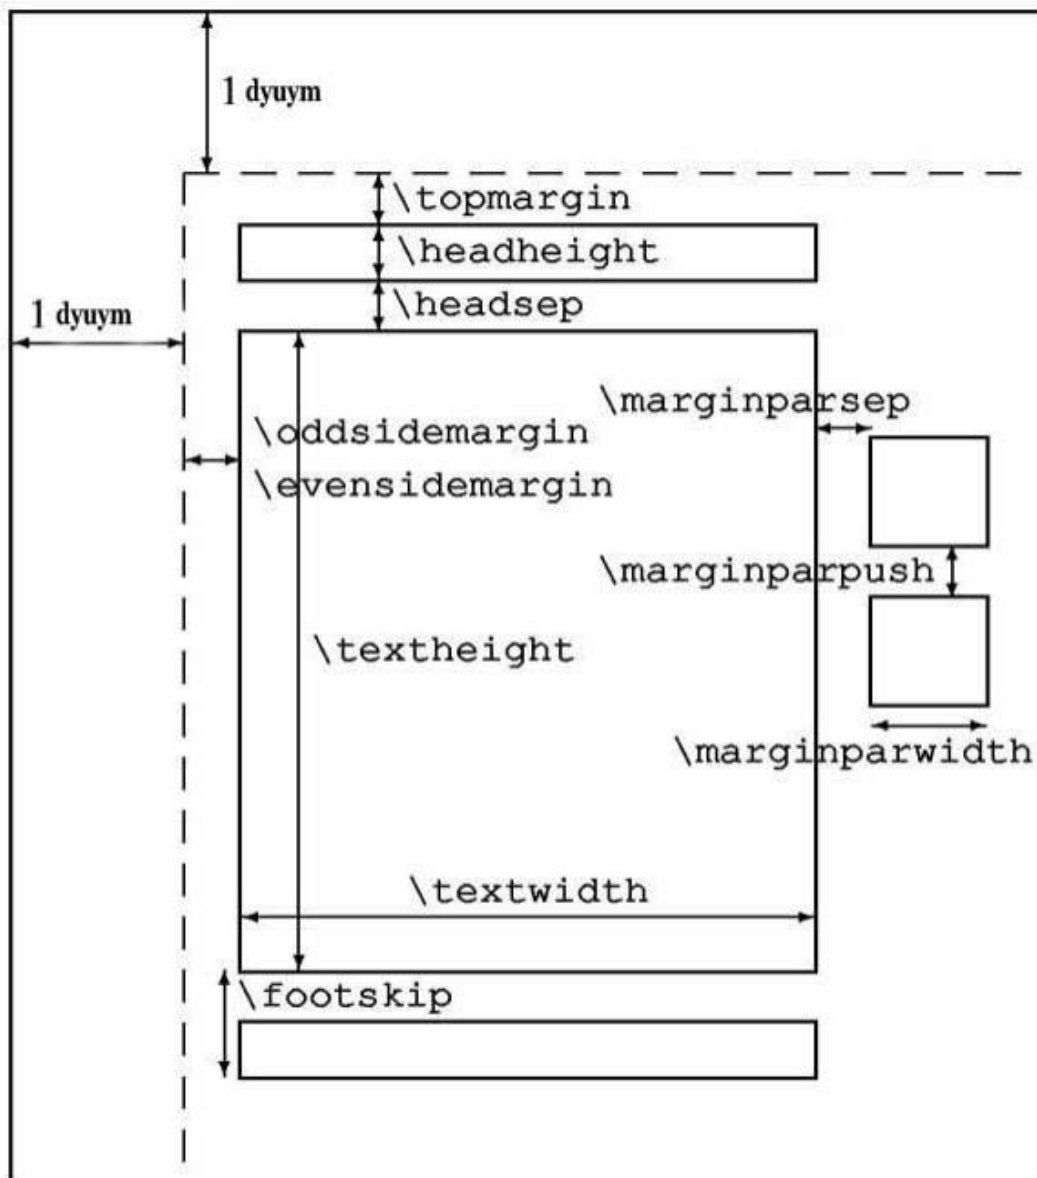 1 dyuym
\topmargin
\headheight
\headsep
1 dyuym
\marginparsep
\oddsidemargin
\evensidemargin
\marginparpush
\textheight
\marginparwidth
\textwidth
\footskip